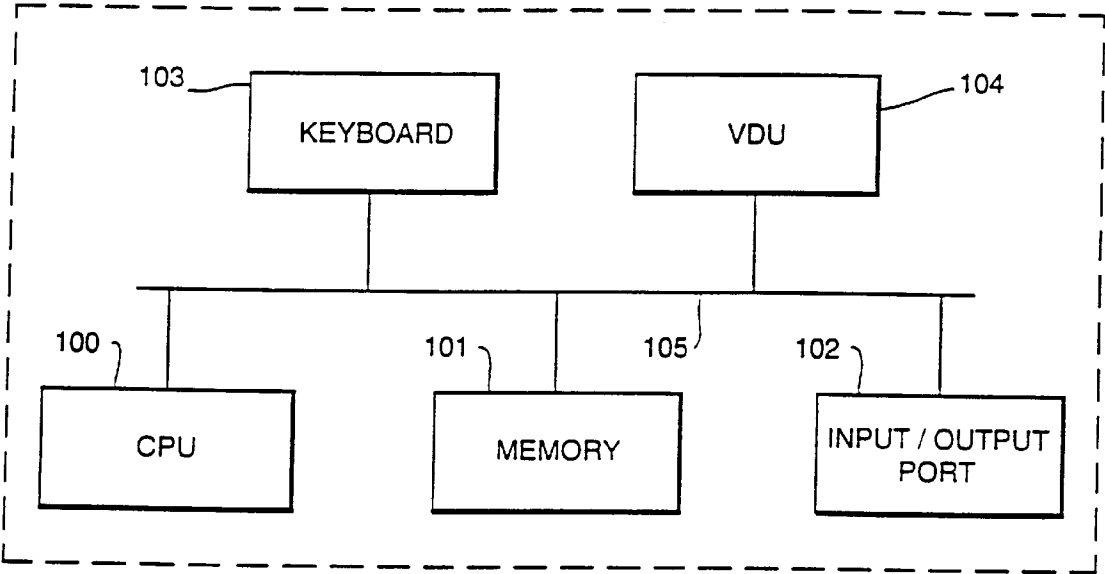 103
KEYBOARD
VDU
104
100
101
105
102
CPU
MEMORY
INPUT / OUTPUT
PORT